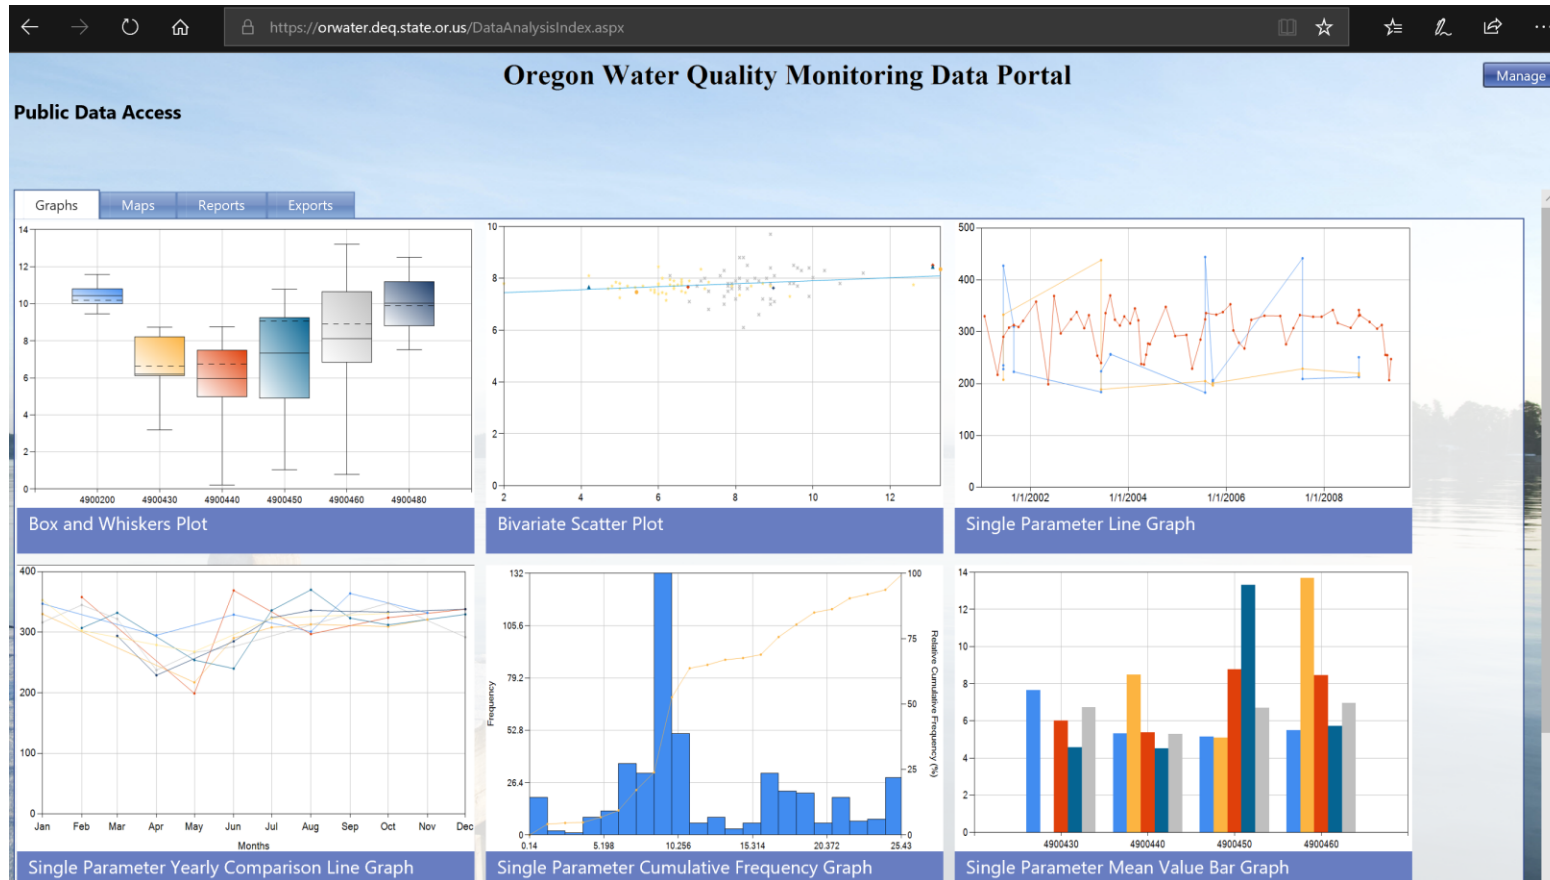 https://orwater.deq.state.or.us/DataAnalysisIndex.aspx
Oregon Water Quality Monitoring Data Portal
Manage
Public Data Access
Graphs Maps Reports Exports
14
12
10
8
6
4
2
0
4900200 4900430 4900440 4900450 4900460 4900480
Box and Whiskers Plot
10
8
6
4
2
0
2 4 6 8 10 12
Bivariate Scatter Plot
500
400
300
200
100
0
1/1/2002 1/1/2004 1/1/2006 1/1/2008
Single Parameter Line Graph
400
300
200
100
0
Jan Feb Mar Apr May Jun Jul Aug Sep Oct Nov Dec
Months
Single Parameter Yearly Comparison Line Graph
Frequency
132
105.6
79.2
52.8
26.4
0
100
75
50
25
0
Relative Cumulative Frequency (%)
0.14 5.198 10.256 15.314 20.372 25.43
Single Parameter Cumulative Frequency Graph
14
12
10
8
6
4
2
0
4900430 4900440 4900450 4900460
Single Parameter Mean Value Bar Graph